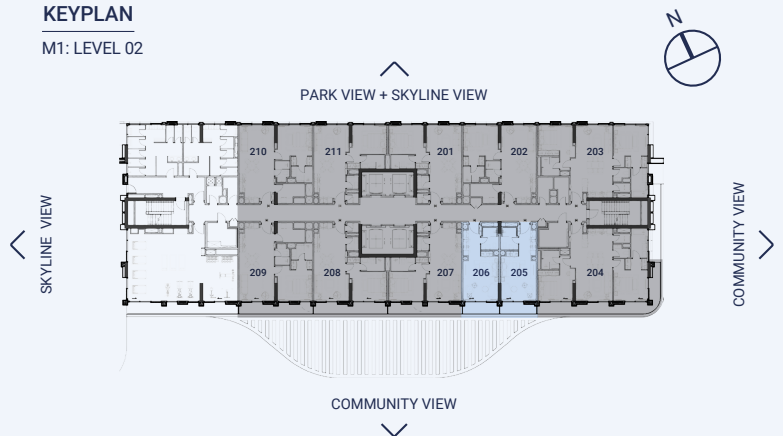 KEYPLAN
M1: LEVEL 02
N
PARK VIEW + SKYLINE VIEW
210 211 201 202 203
SKYLINE VIEW
COMMUNITY VIEW
209 208 207 206 205 204
COMMUNITY VIEW